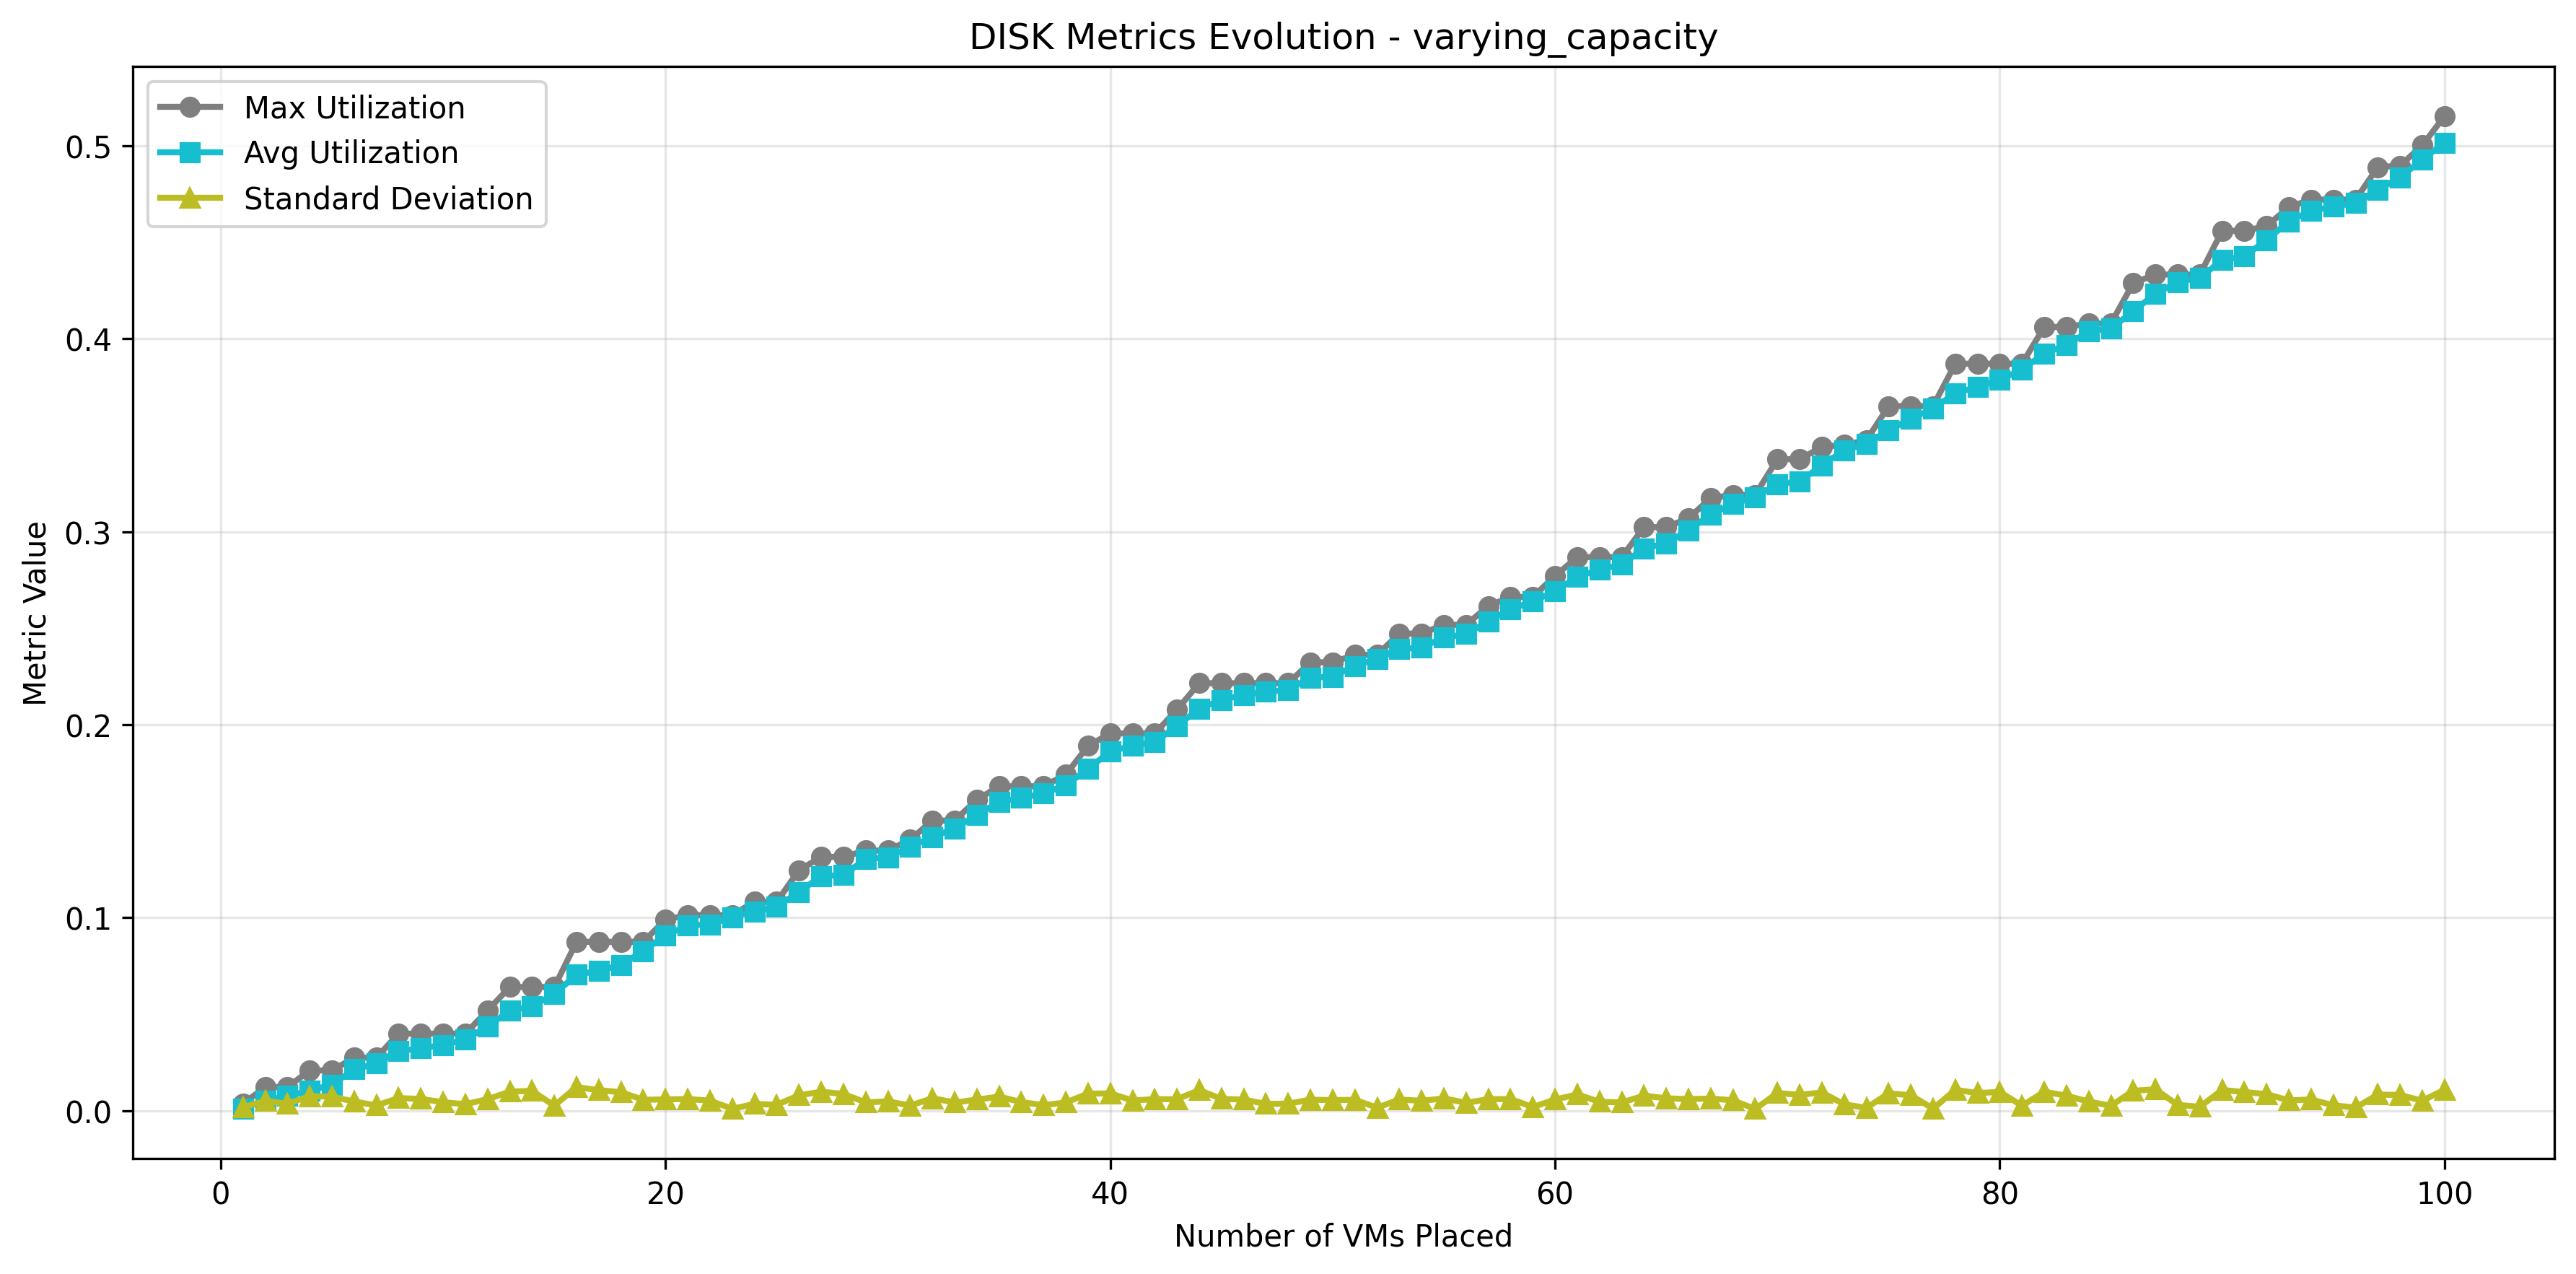 DISK Metrics Evolution - varying_capacity
Max Utilization
Avg Utilization
Standard Deviation
0.5
0.4
0.3
0.2
0.1
0.0
Metric Value
0 20 40 60 80 100
Number of VMs Placed